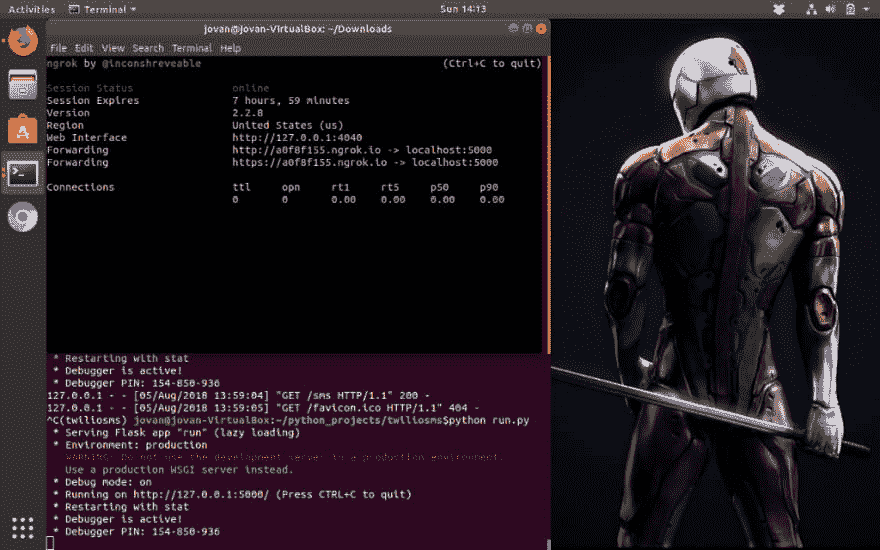 Activities Terminal Sun 14:13
jovan@jovan-VirtualBox: ~/Downloads
File Edit View Search Terminal Help
ngrok by @inconshreveable (Ctrl+C to quit)
Session Status online
Session Expires 7 hours, 59 minutes
Version 2.2.8
Region United States (us)
Web Interface http://127.0.0.1:4040
Forwarding http://a0f8f155.ngrok.io -> localhost:5000
Forwarding https://a0f8f155.ngrok.io -> localhost:5000
Connections ttl opn rt1 rt5 p50 p90
0 0 0.00 0.00 0.00 0.00
* Restarting with stat
* Debugger is active!
* Debugger PIN: 154-850-936
127.0.0.1 - - [05/Aug/2018 13:59:04] "GET /sms HTTP/1.1" 200 -
127.0.0.1 - - [05/Aug/2018 13:59:05] "GET /favicon.ico HTTP/1.1" 404 -
^C(twiliosms) jovan@jovan-VirtualBox:~/python_projects/twiliosms$python run.py
* Serving Flask app "run" (lazy loading)
* Environment: production
WARNING: Do not use the development server in a production environment.
Use a production WSGI server instead.
* Debug mode: on
* Running on http://127.0.0.1:5000/ (Press CTRL+C to quit)
* Restarting with stat
* Debugger is active!
* Debugger PIN: 154-850-936